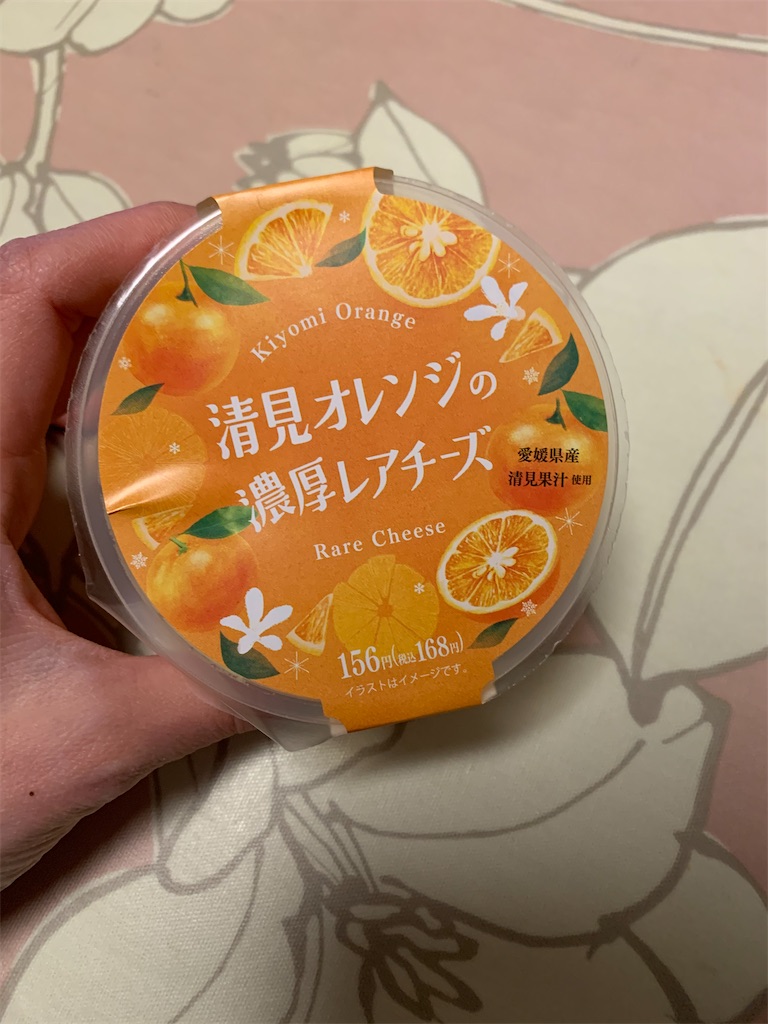 Kiyomi Orange
清見オレンジの
濃厚レアチーズ
愛媛県産
清見果汁使用
Rare Cheese
156円(税込168円)
イラストはイメージです。